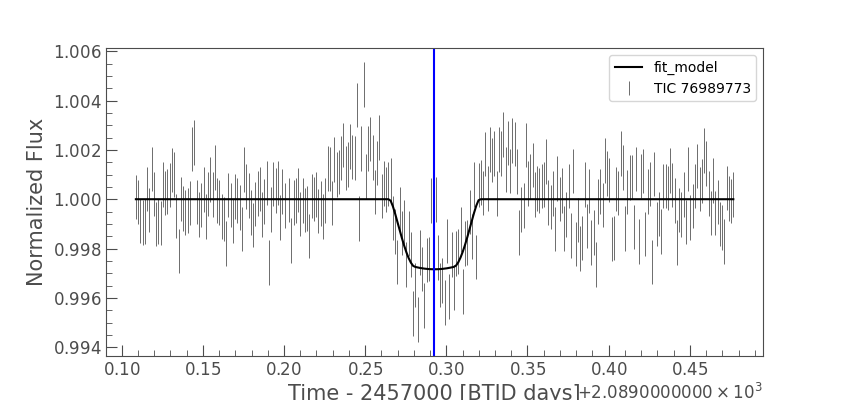 1.006
1.004
1.002
1.000
0.998
0.996
0.994
Normalized Flux
fit_model
TIC 76989773
0.10 0.15 0.20 0.25 0.30 0.35 0.40 0.45
Time - 2457000 [BTJD days]
+2.0890000000 × 10³